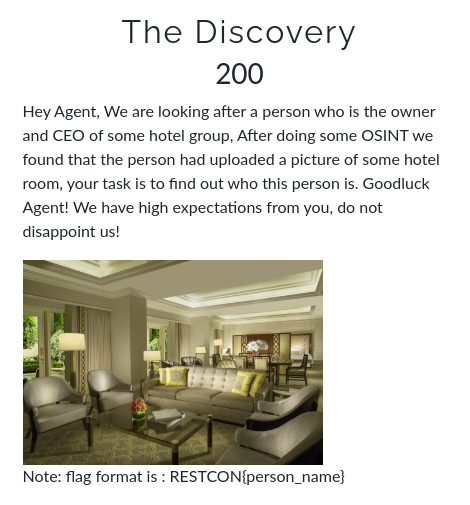 The Discovery
200
Hey Agent, We are looking after a person who is the owner
and CEO of some hotel group, After doing some OSINT we
found that the person had uploaded a picture of some hotel
room, your task is to find out who this person is. Goodluck
Agent! We have high expectations from you, do not
disappoint us!
Note: flag format is : RESTCON{person_name}